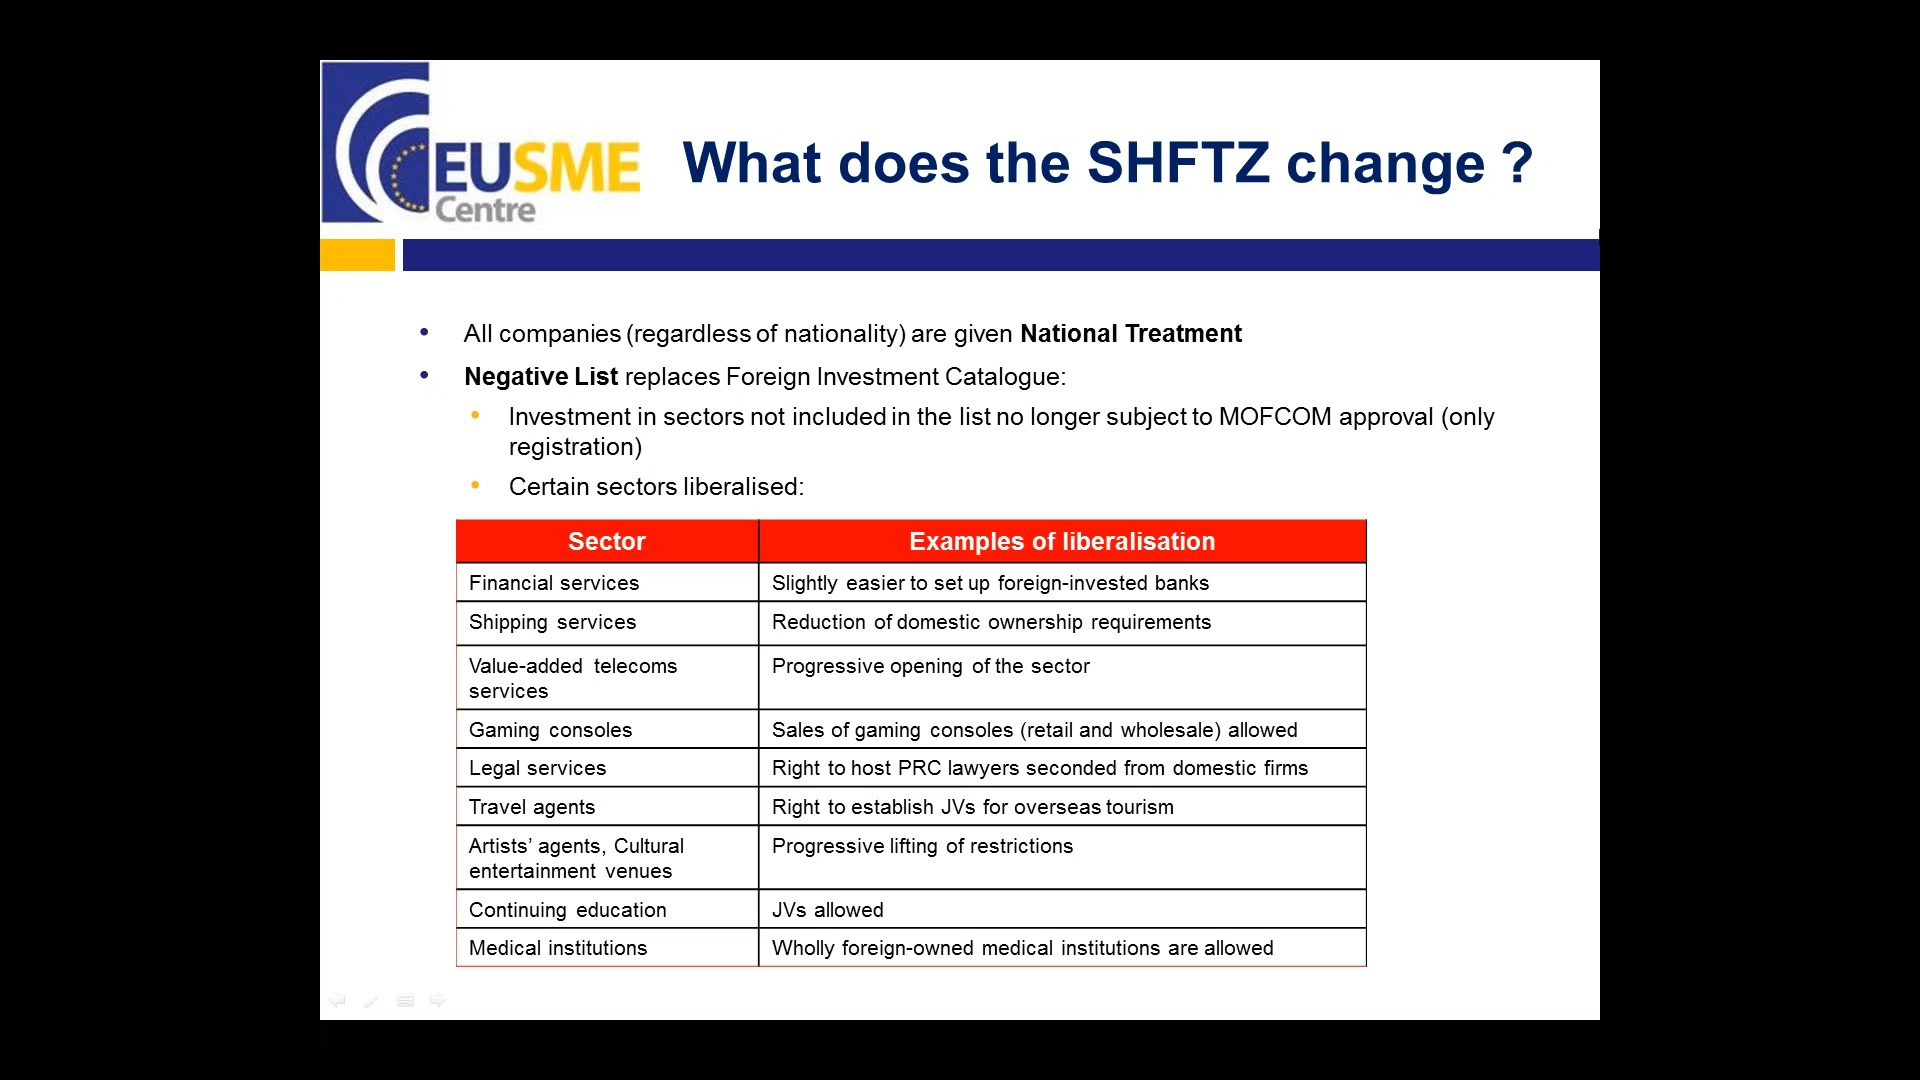 EUSME
Centre
What does the SHFTZ change ?
• All companies (regardless of nationality) are given National Treatment
• Negative List replaces Foreign Investment Catalogue:
• Investment in sectors not included in the list no longer subject to MOFCOM approval (only
registration)
• Certain sectors liberalised:
Sector Examples of liberalisation
Financial services Slightly easier to set up foreign-invested banks
Shipping services Reduction of domestic ownership requirements
Value-added telecoms Progressive opening of the sector
services
Gaming consoles Sales of gaming consoles (retail and wholesale) allowed
Legal services Right to host PRC lawyers seconded from domestic firms
Travel agents Right to establish JVs for overseas tourism
Artists’ agents, Cultural Progressive lifting of restrictions
entertainment venues
Continuing education JVs allowed
Medical institutions Wholly foreign-owned medical institutions are allowed